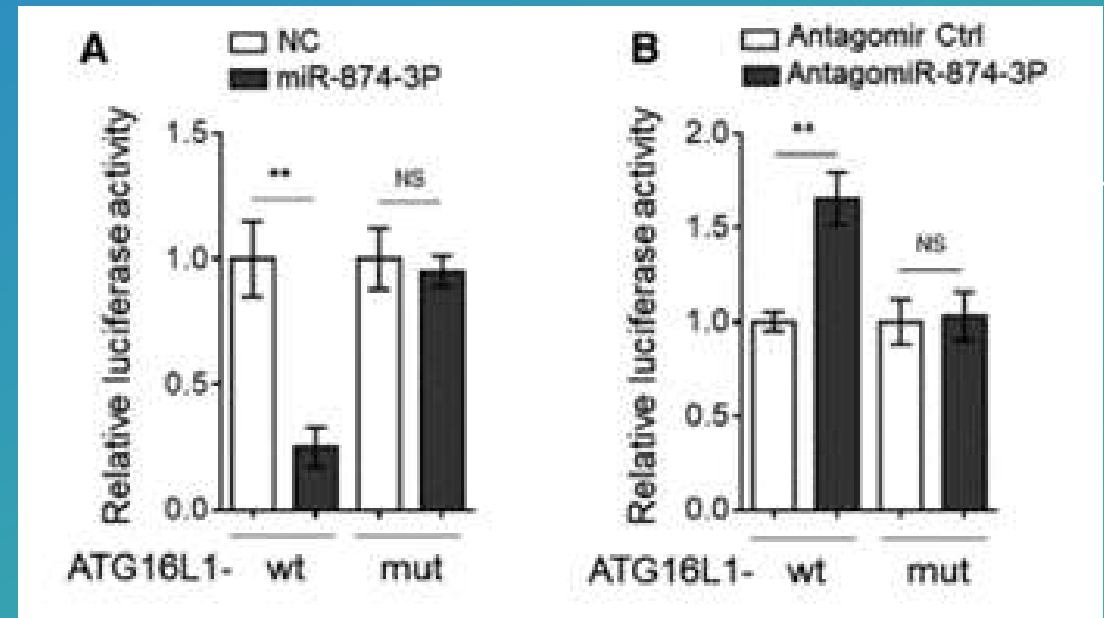 A
NC
miR-874-3P
Relative luciferase activity
1.5
1.0
0.5
0.0
**
NS
ATG16L1- wt mut
B
Antagomir Ctrl
AntagomiR-874-3P
Relative luciferase activity
2.0
1.5
1.0
0.5
0.0
**
NS
ATG16L1- wt mut